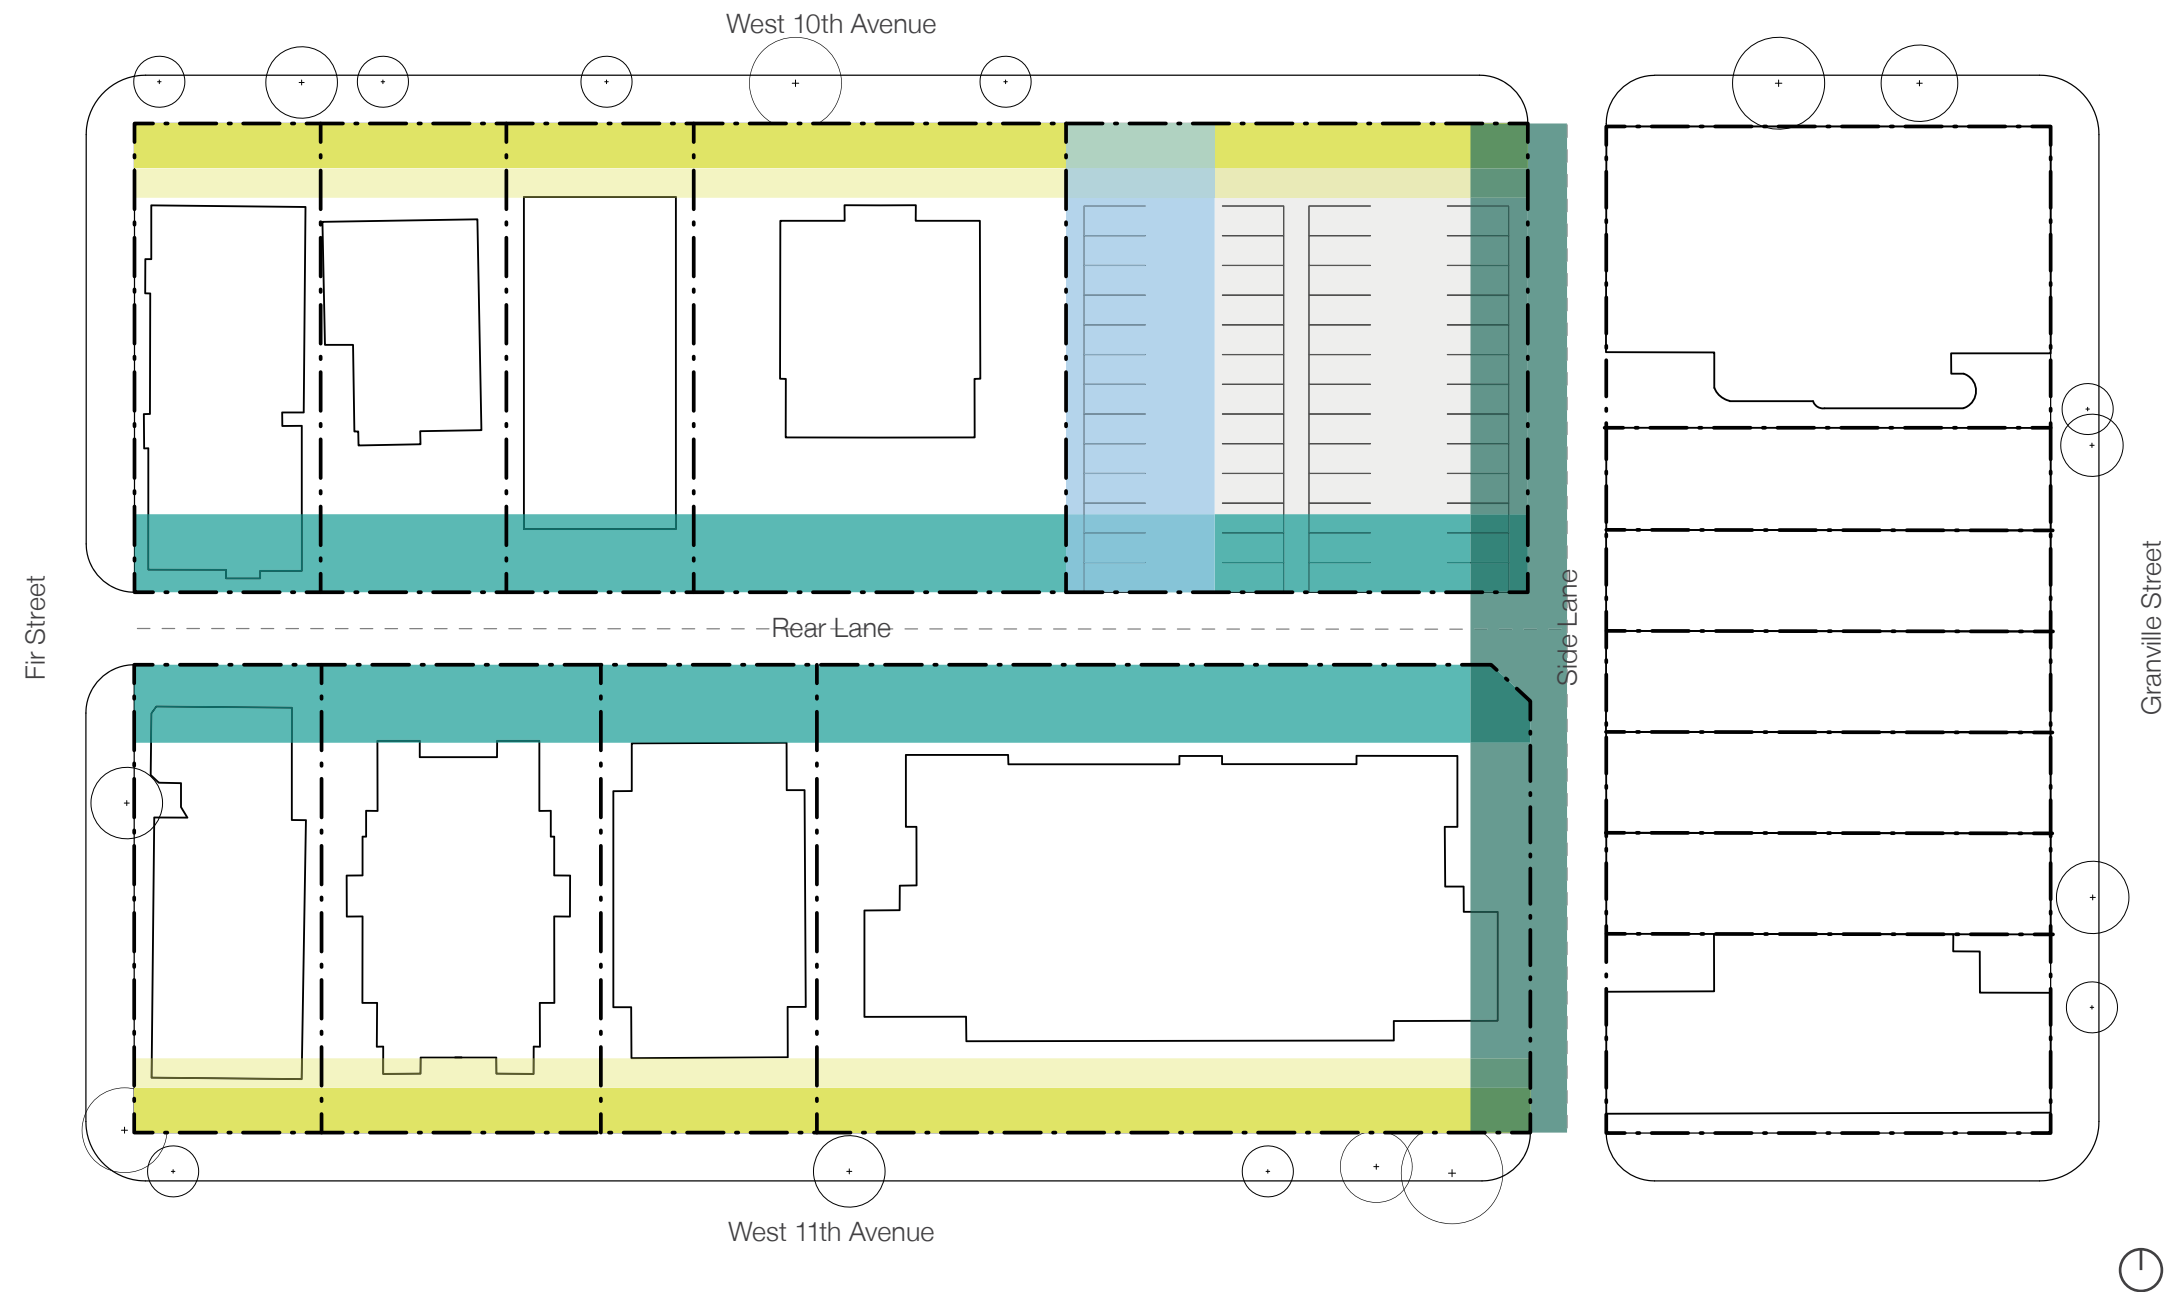 West 10th Avenue
Fir Street
Rear Lane
Side Lane
Granville Street
West 11th Avenue